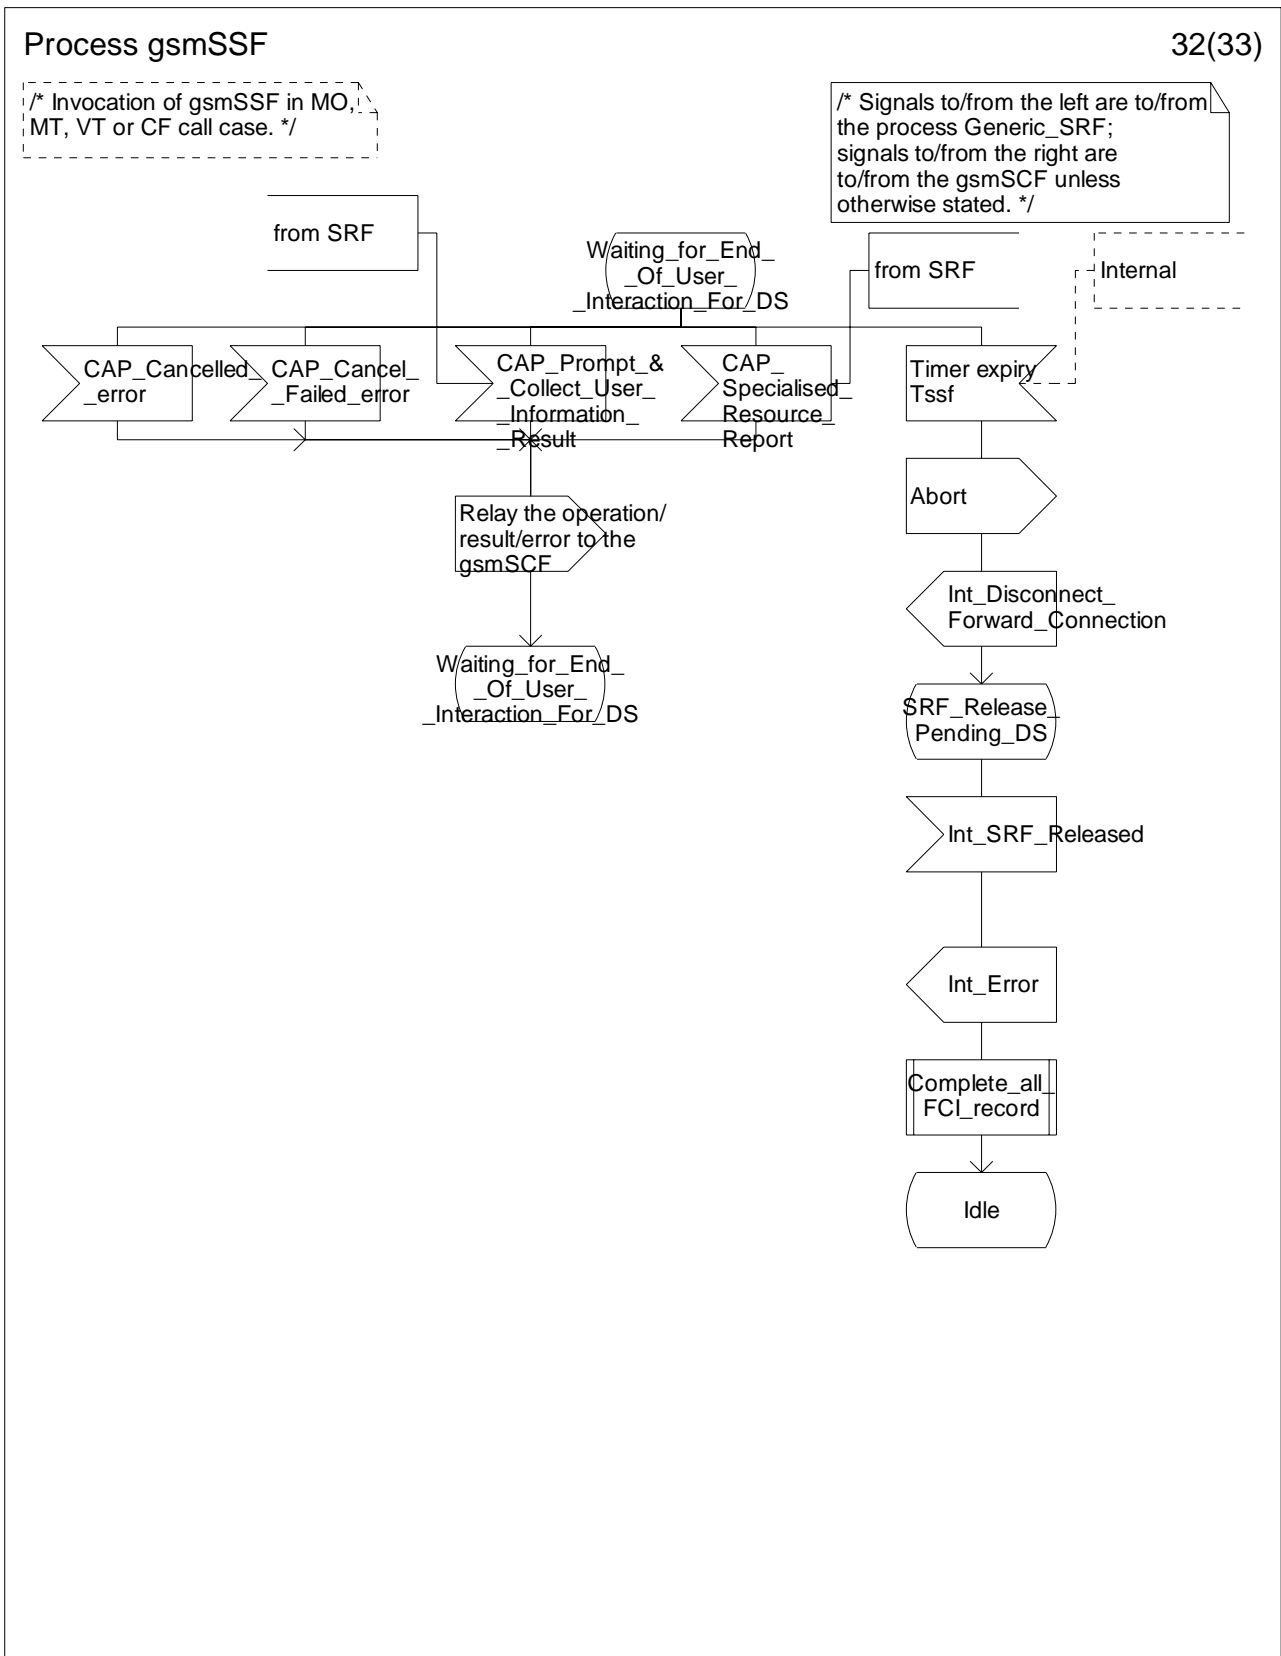 Process gsmSSF
32(33)
/* Invocation of gsmSSF in MO,
MT, VT or CF call case. */
/* Signals to/from the left are to/from
the process Generic_SRF;
signals to/from the right are
to/from the gsmSCF unless
otherwise stated. */
from SRF
Waiting_for_End_
_Of_User_
_Interaction_For_DS
from SRF
Internal
CAP_Cancelled_
_error
CAP_Cancel_
_Failed_error
CAP_Prompt_&
_Collect_User_
_Information_
_Result
CAP_
Specialised_
Resource_
Report
Timer expiry
Tssf
Abort
Relay the operation/
result/error to the
gsmSCF
Int_Disconnect_
Forward_Connection
Waiting_for_End_
_Of_User_
_Interaction_For_DS
SRF_Release_
Pending_DS
Int_SRF_Released
Int_Error
Complete_all_
FCI_record
Idle